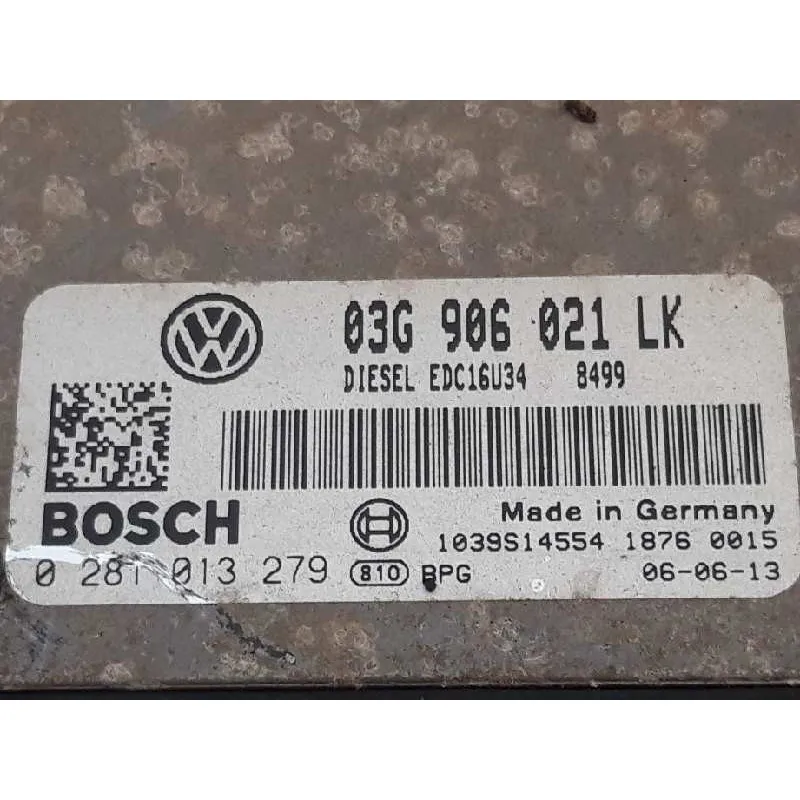 03G 906 021 LK
DIESEL EDC16U34 8499
BOSCH
Made in Germany
1039S14554 1876 0015
0 281 013 279 810 BPG 06-06-13